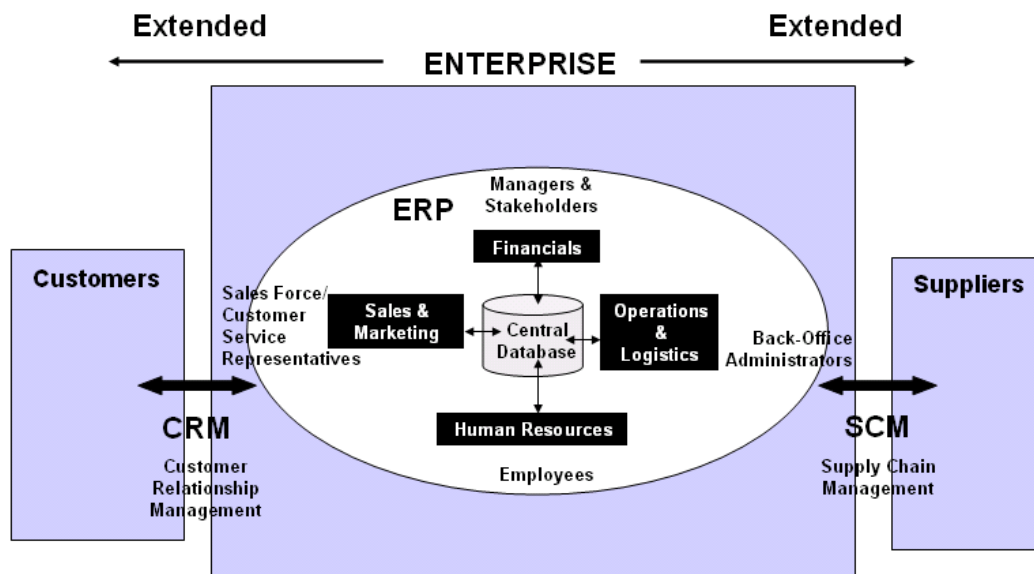 Extended
Extended
ENTERPRISE
Managers &
Stakeholders
ERP
Financials
Customers
Suppliers
Sales Force/
Customer
Service
Representatives
Sales &
Marketing
Central
Database
Operations
&
Logistics
Back-Office
Administrators
Human Resources
Employees
CRM
Customer
Relationship
Management
SCM
Supply Chain
Management